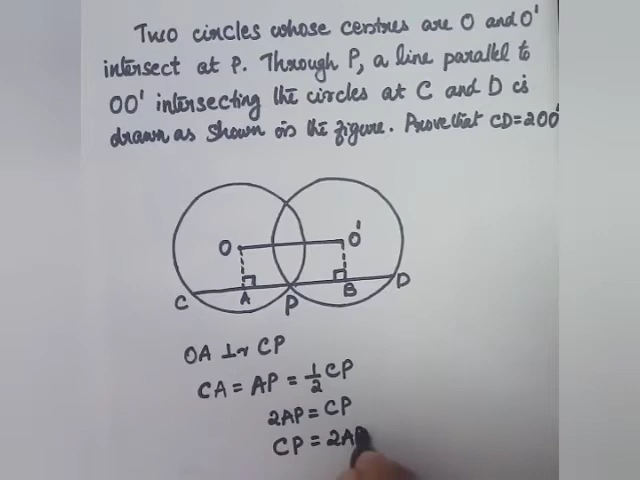 Two circles whose centres are O and O'
intersect at P. Through P, a line parallel to
OO' intersecting the circles at C and D is
drawn as shown in the figure. Prove that CD=2OO'
O O'
C A P B D
OA ⊥r CP
CA = AP = 1/2 CP
2AP = CP
CP = 2AP